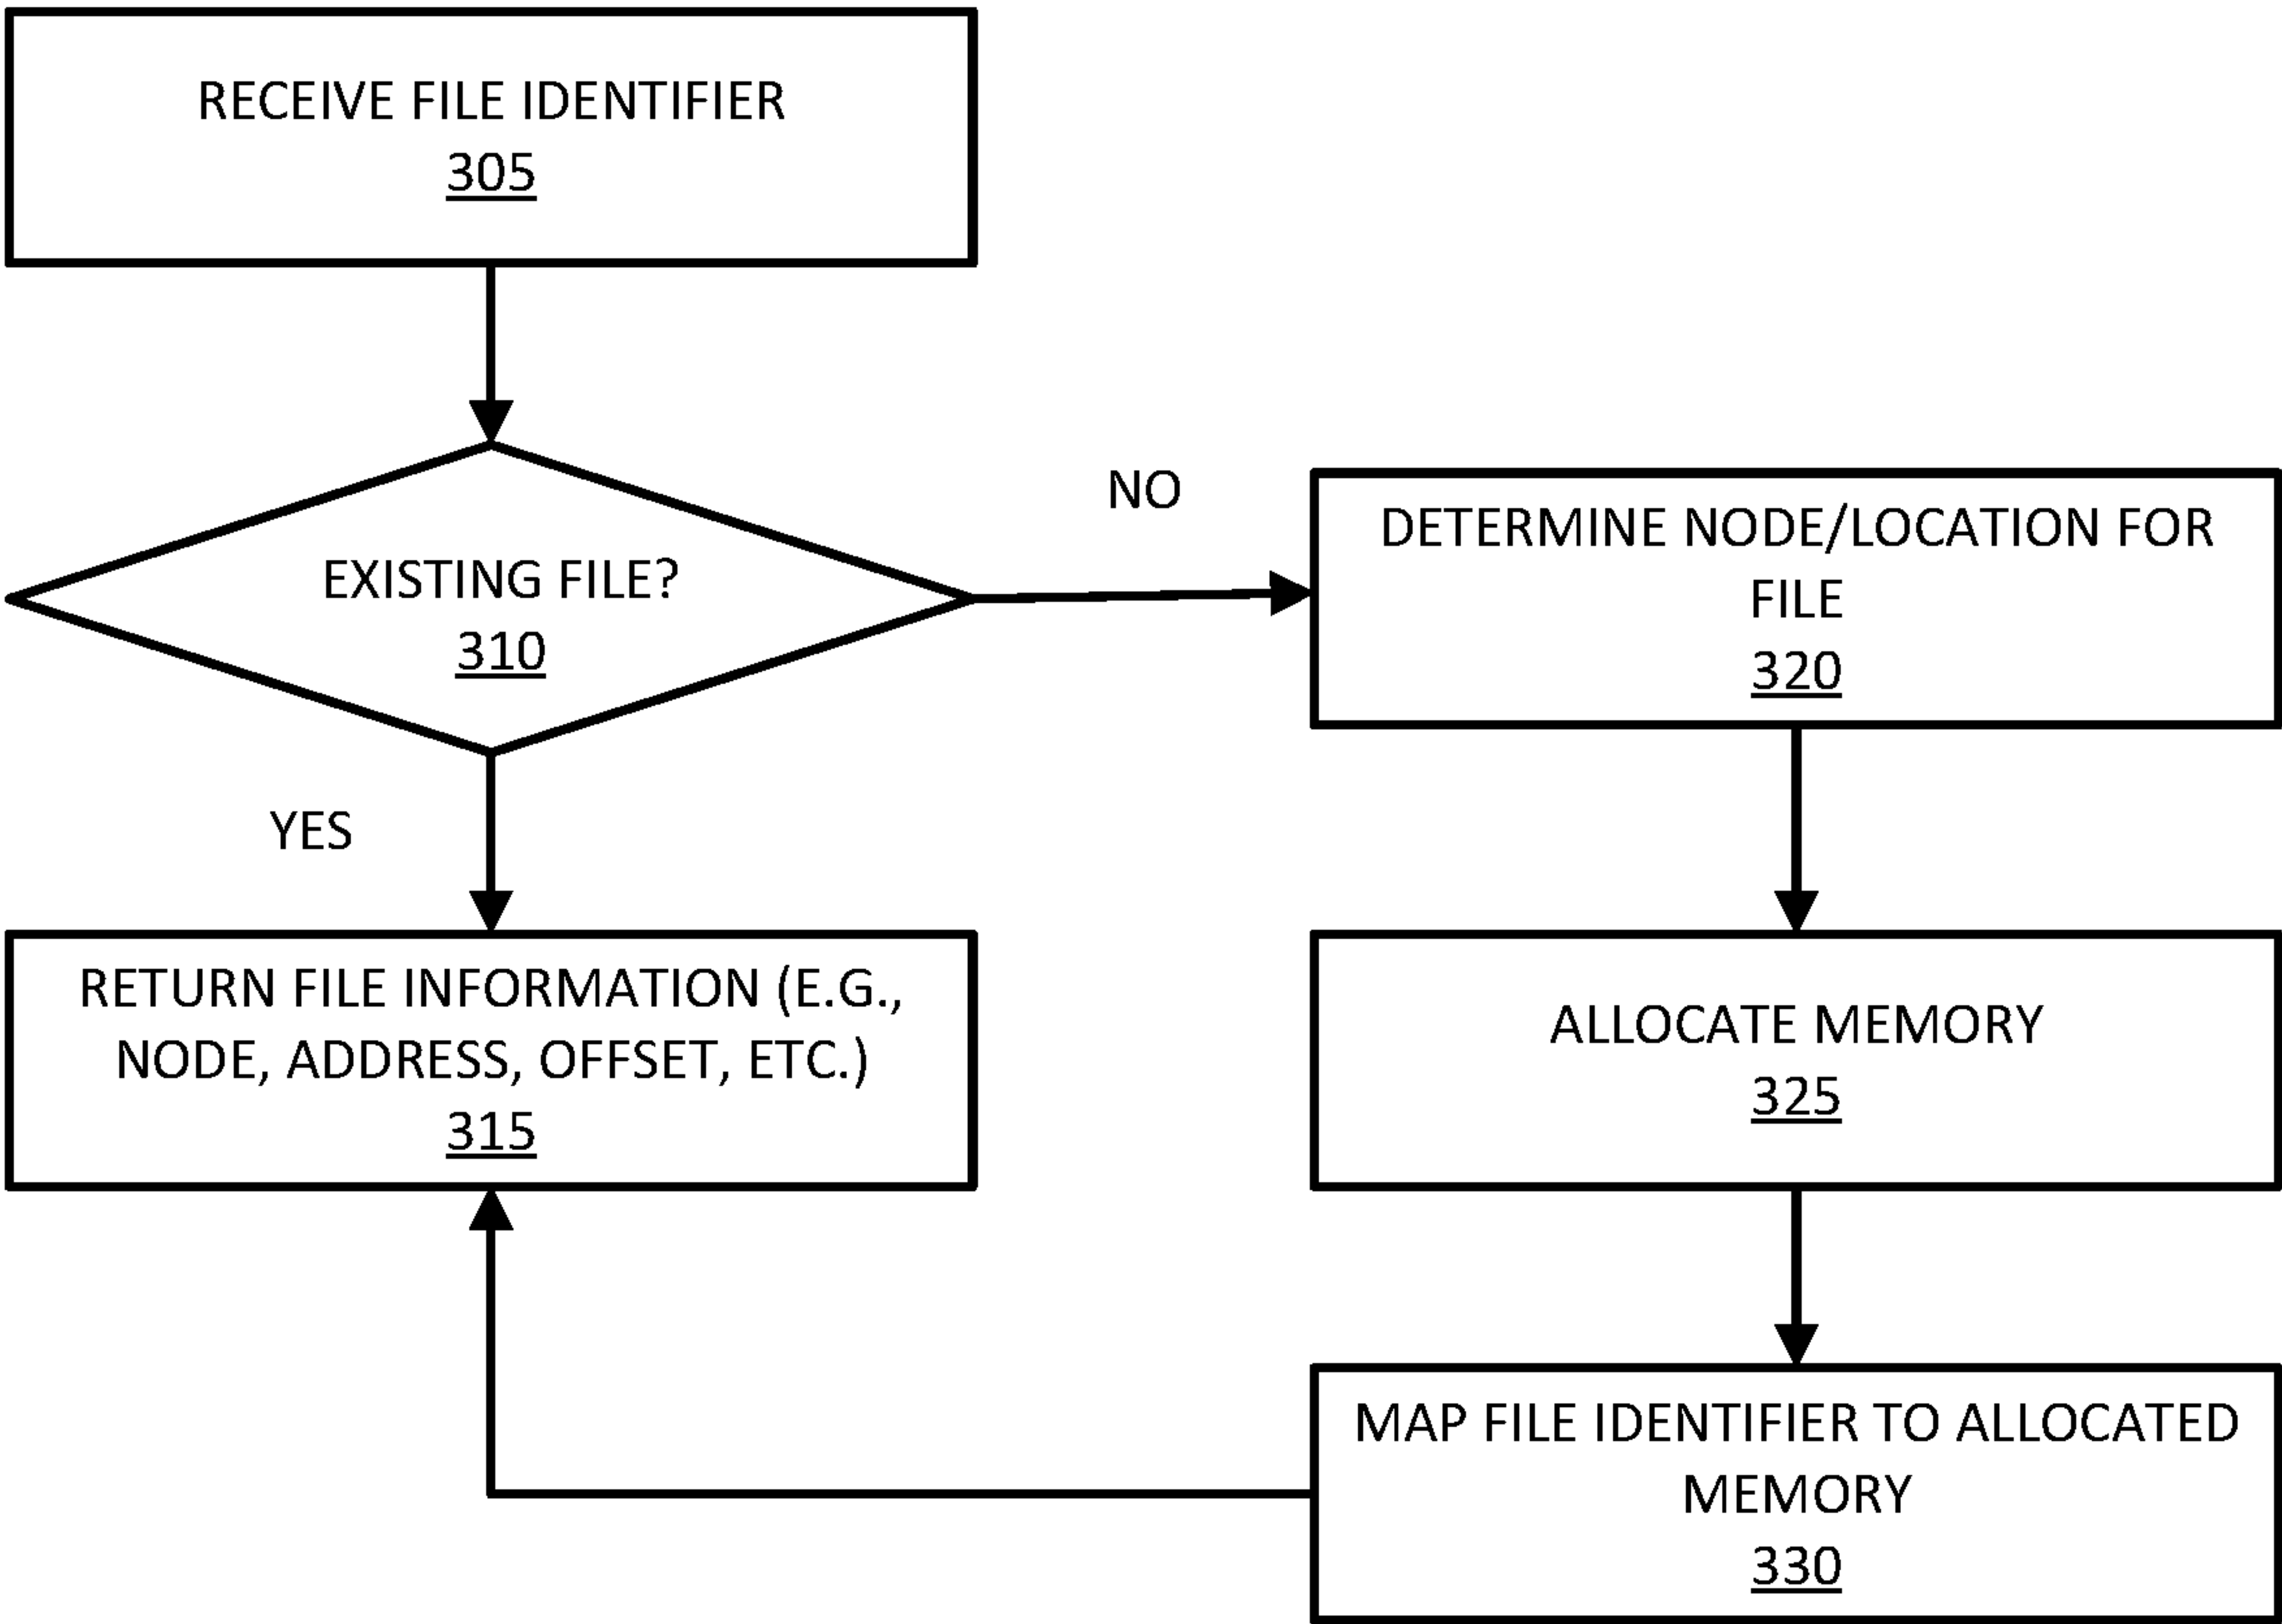 RECEIVE FILE IDENTIFIER
305
EXISTING FILE?
310
NO
YES
RETURN FILE INFORMATION (E.G.,
NODE, ADDRESS, OFFSET, ETC.)
315
DETERMINE NODE/LOCATION FOR
FILE
320
ALLOCATE MEMORY
325
MAP FILE IDENTIFIER TO ALLOCATED
MEMORY
330